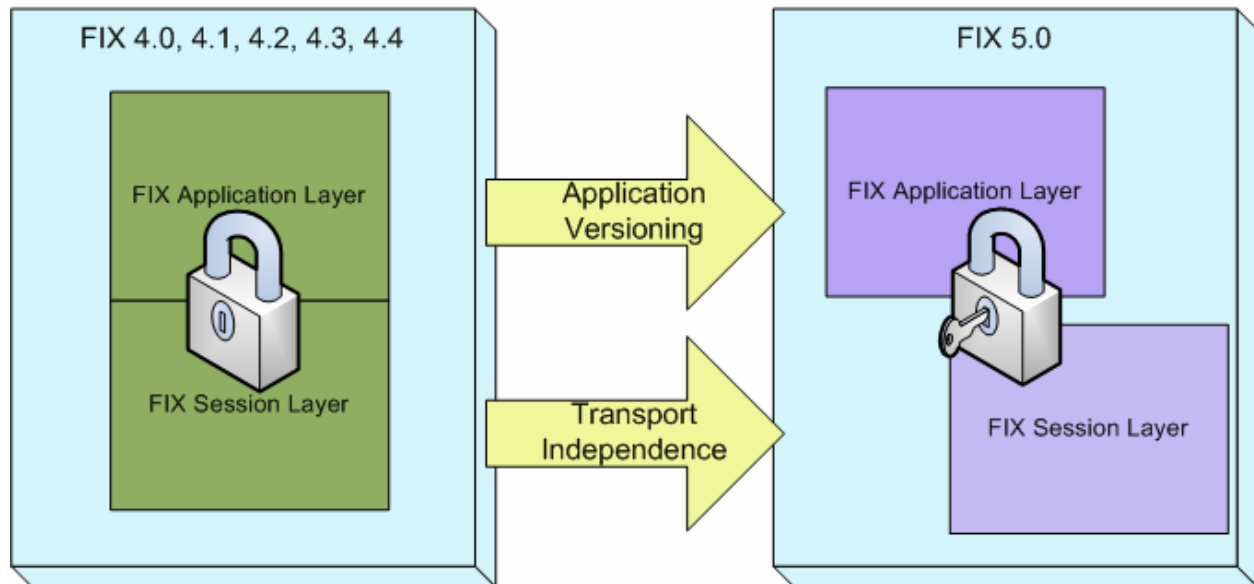 FIX 4.0, 4.1, 4.2, 4.3, 4.4
FIX Application Layer
FIX Session Layer
Application
Versioning
Transport
Independence
FIX 5.0
FIX Application Layer
FIX Session Layer